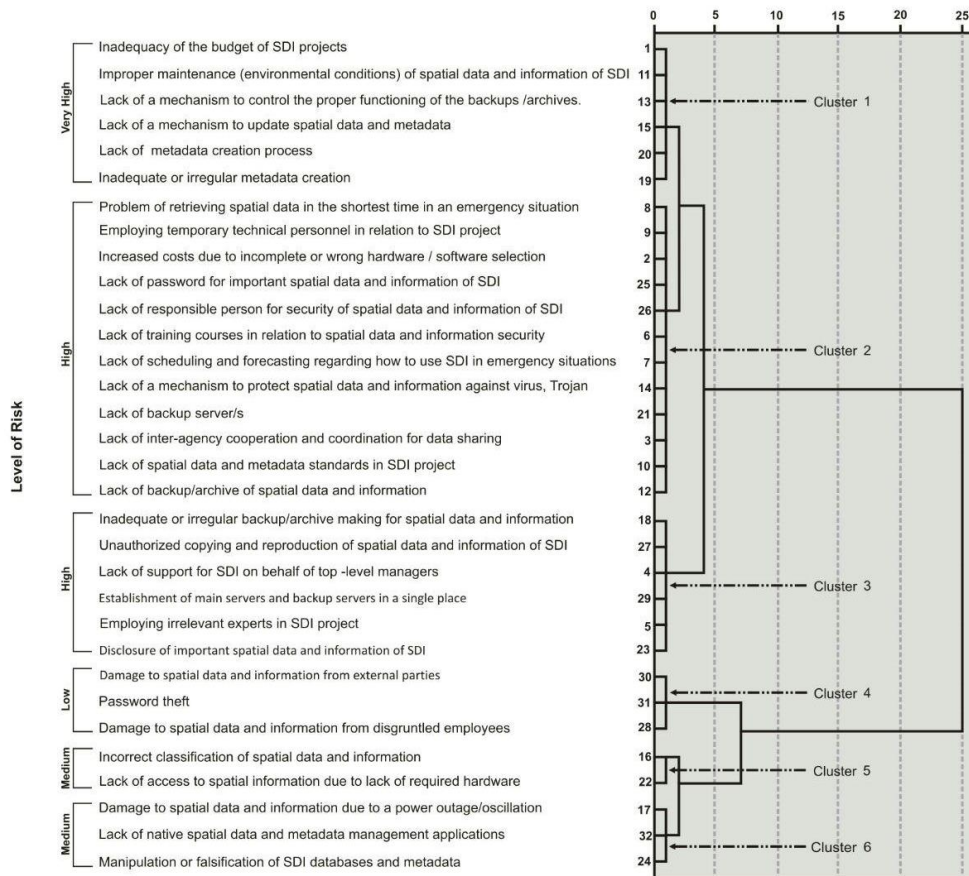 0 5 10 15 20 25
Inadequacy of the budget of SDI projects 1
Improper maintenance (environmental conditions) of spatial data and information of SDI 11
Lack of a mechanism to control the proper functioning of the backups /archives. 13 Cluster 1
Lack of a mechanism to update spatial data and metadata 15
Lack of metadata creation process 20
Inadequate or irregular metadata creation 19
Very High
Problem of retrieving spatial data in the shortest time in an emergency situation 8
Employing temporary technical personnel in relation to SDI project 9
Increased costs due to incomplete or wrong hardware / software selection 2
Lack of password for important spatial data and information of SDI 25
Lack of responsible person for security of spatial data and information of SDI 26
Lack of training courses in relation to spatial data and information security 6
Cluster 2
Lack of scheduling and forecasting regarding how to use SDI in emergency situations 7
Lack of a mechanism to protect spatial data and information against virus, Trojan 14
Lack of backup server/s 21
Lack of inter-agency cooperation and coordination for data sharing 3
Lack of spatial data and metadata standards in SDI project 10
Lack of backup/archive of spatial data and information 12
High
Level of Risk
Inadequate or irregular backup/archive making for spatial data and information 18
Unauthorized copying and reproduction of spatial data and information of SDI 27
Lack of support for SDI on behalf of top -level managers 4
Cluster 3
Establishment of main servers and backup servers in a single place 29
Employing irrelevant experts in SDI project 5
Disclosure of important spatial data and information of SDI 23
High
Damage to spatial data and information from external parties 30
Cluster 4
Password theft 31
Damage to spatial data and information from disgruntled employees 28
Low
Incorrect classification of spatial data and information 16
Cluster 5
Lack of access to spatial information due to lack of required hardware 22
Medium
Damage to spatial data and information due to a power outage/oscillation 17
Lack of native spatial data and metadata management applications 32
Cluster 6
Manipulation or falsification of SDI databases and metadata 24
Medium